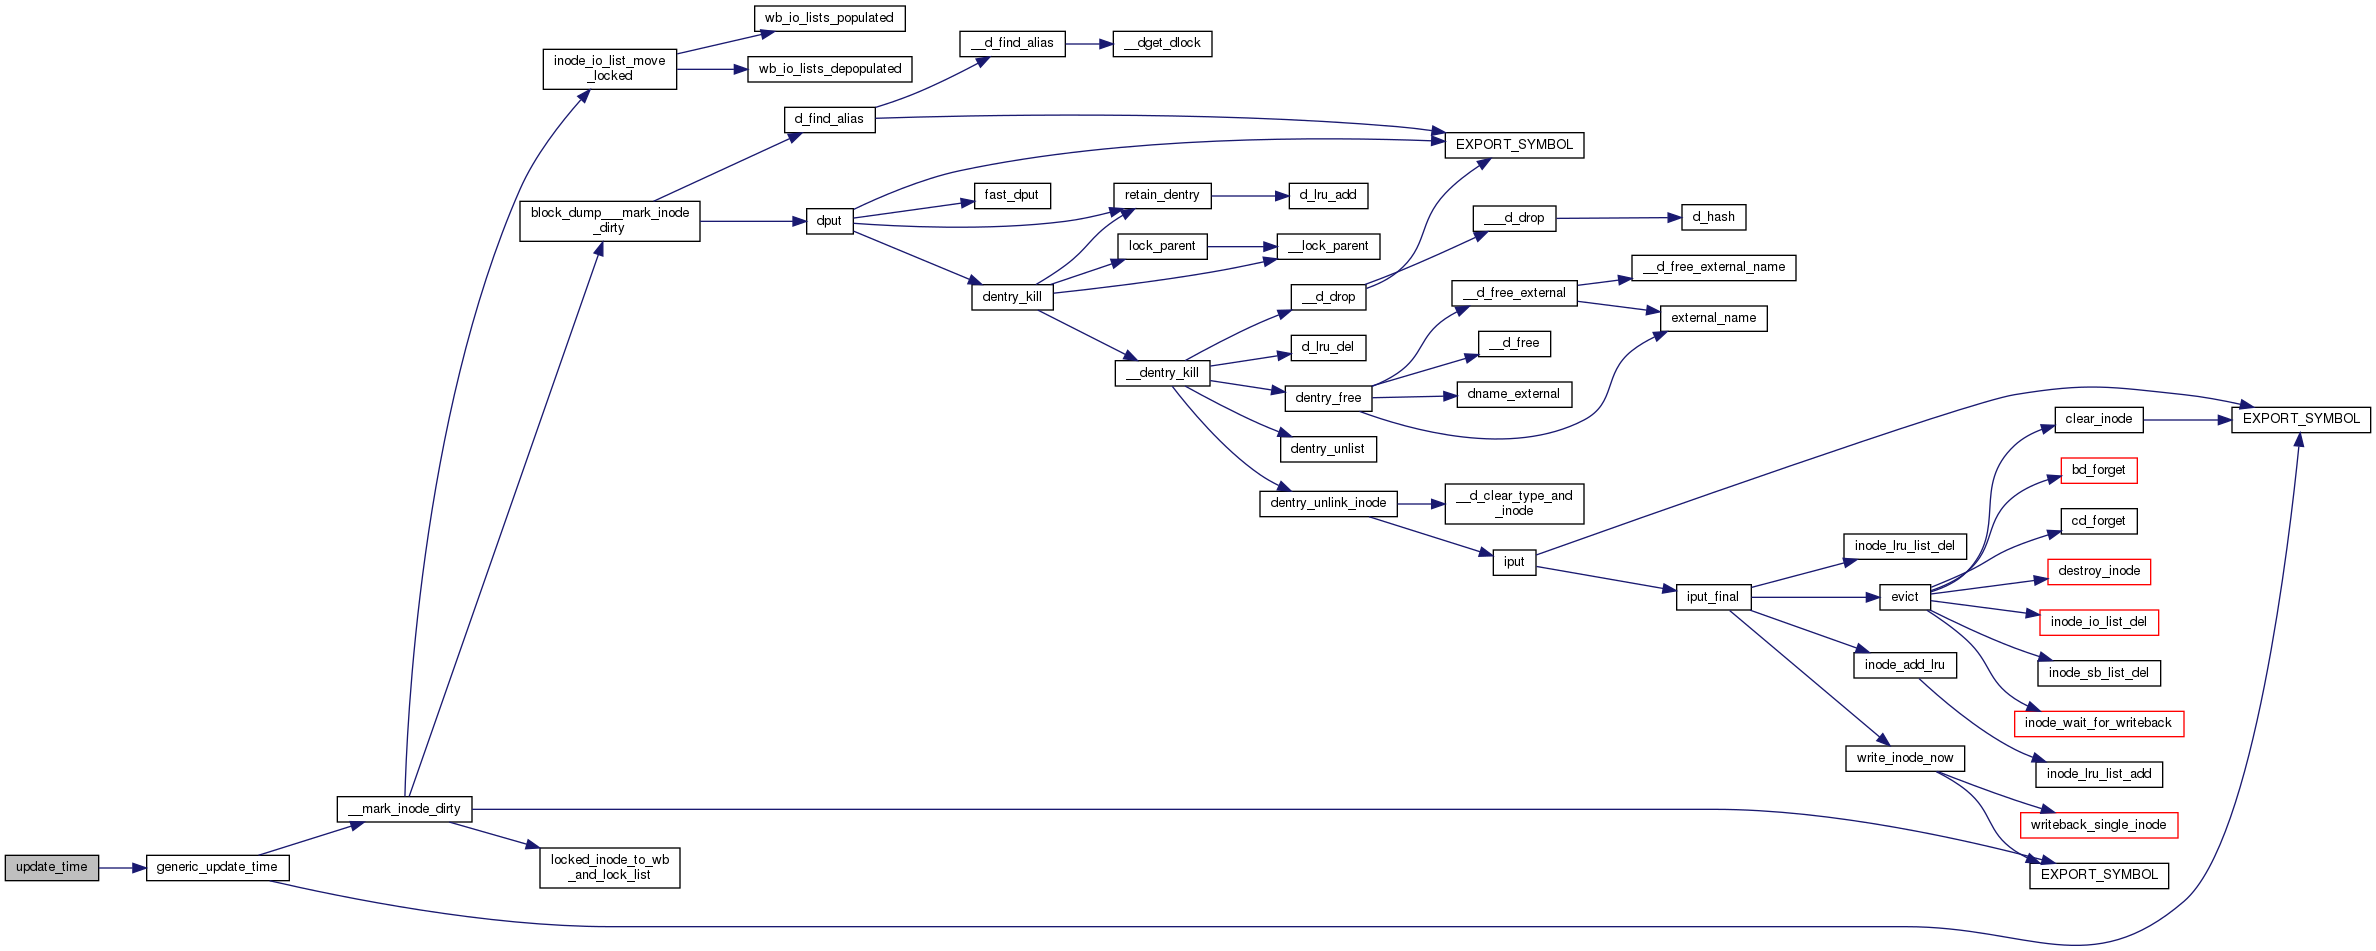 wb_io_lists_populated
inode_io_list_move
_locked
wb_io_lists_depopulated
__d_find_alias
__dget_dlock
d_find_alias
EXPORT_SYMBOL
block_dump___mark_inode
_dirty
dput
fast_dput
retain_dentry
d_lru_add
lock_parent
__lock_parent
dentry_kill
___d_drop
d_hash
__d_drop
__d_free_external
__d_free_external_name
external_name
d_lru_del
__d_free
__dentry_kill
dentry_free
dname_external
dentry_unlist
dentry_unlink_inode
__d_clear_type_and
_inode
iput
iput_final
inode_lru_list_del
evict
inode_add_lru
write_inode_now
clear_inode
EXPORT_SYMBOL
bd_forget
cd_forget
destroy_inode
inode_io_list_del
inode_sb_list_del
inode_wait_for_writeback
inode_lru_list_add
writeback_single_inode
EXPORT_SYMBOL
__mark_inode_dirty
locked_inode_to_wb
_and_lock_list
update_time
generic_update_time